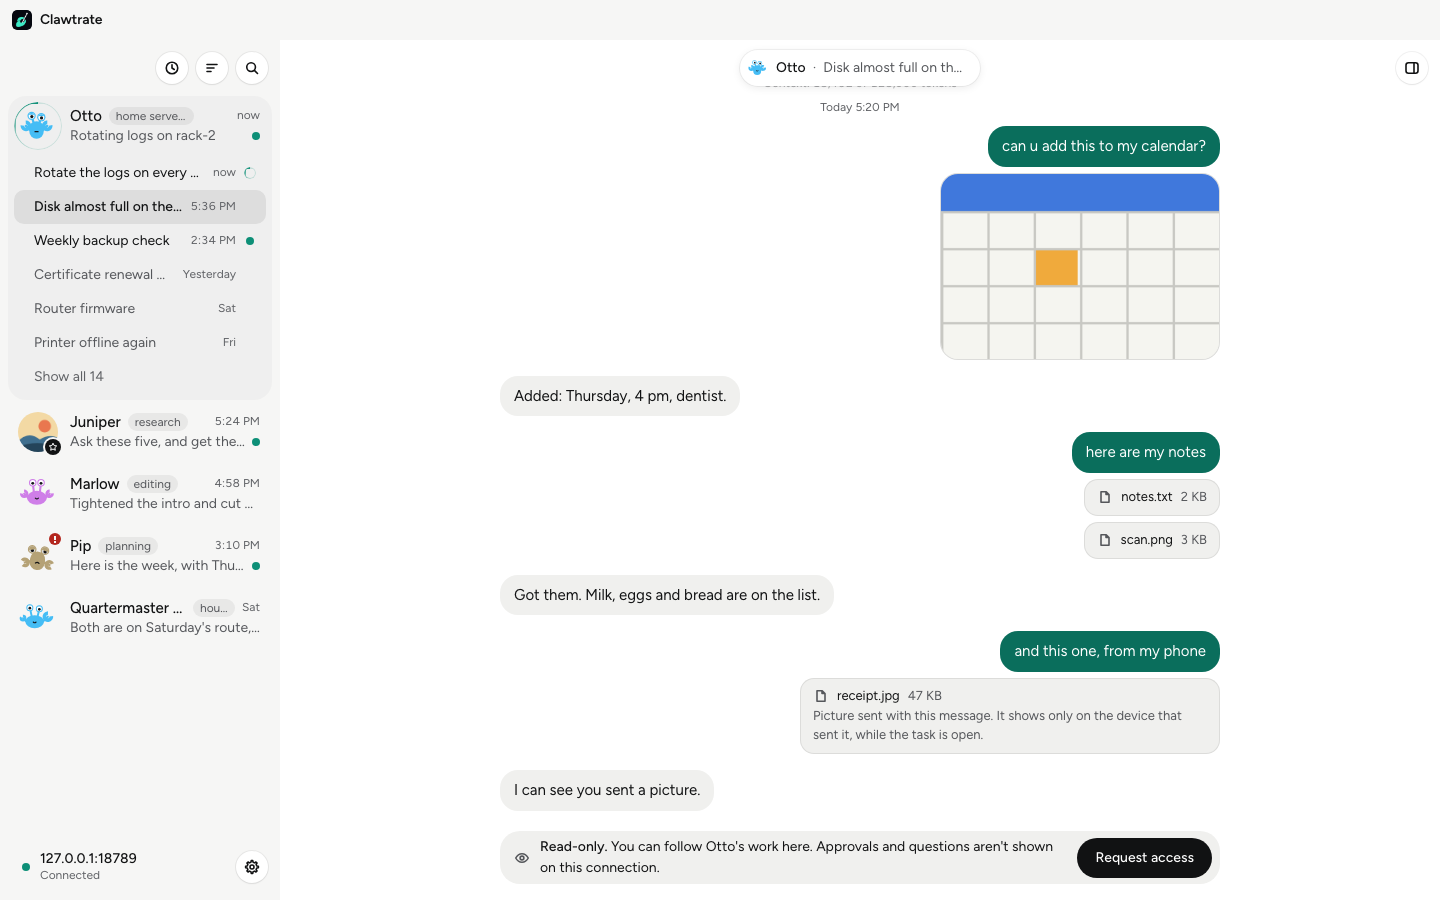 Clawtrate
Otto home serve... now
Rotating logs on rack-2
Rotate the logs on every ... now
Disk almost full on the... 5:36 PM
Weekly backup check 2:34 PM
Certificate renewal ... Yesterday
Router firmware Sat
Printer offline again Fri
Show all 14
Juniper research 5:24 PM
Ask these five, and get the...
Marlow editing 4:58 PM
Tightened the intro and cut ...
Pip planning 3:10 PM
Here is the week, with Thu...
Quartermaster ... hou... Sat
Both are on Saturday's route,...
127.0.0.1:18789
Connected
Otto · Disk almost full on th...
Today 5:20 PM
can u add this to my calendar?
Added: Thursday, 4 pm, dentist.
here are my notes
notes.txt 2 KB
scan.png 3 KB
Got them. Milk, eggs and bread are on the list.
and this one, from my phone
receipt.jpg 47 KB
Picture sent with this message. It shows only on the device that
sent it, while the task is open.
I can see you sent a picture.
Read-only. You can follow Otto's work here. Approvals and questions aren't shown
on this connection.
Request access